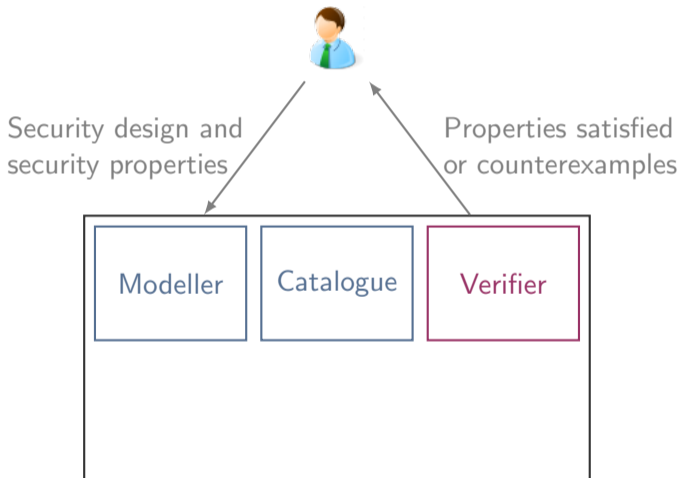 Security design and
security properties
Properties satisfied
or counterexamples
Modeller
Catalogue
Verifier